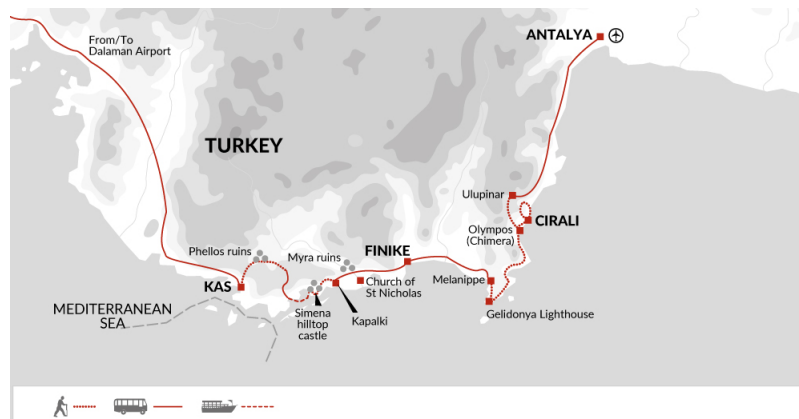 From/To
Dalaman Airport
ANTALYA
TURKEY
Ulupinar
CIRALI
Olympos
(Chimera)
Phellos ruins
Myra ruins
FINIKE
KAS
Church of
St Nicholas
Melanippe
MEDITERRANEAN
SEA
Simena
hilltop
castle
Kapalki
Gelidonya Lighthouse